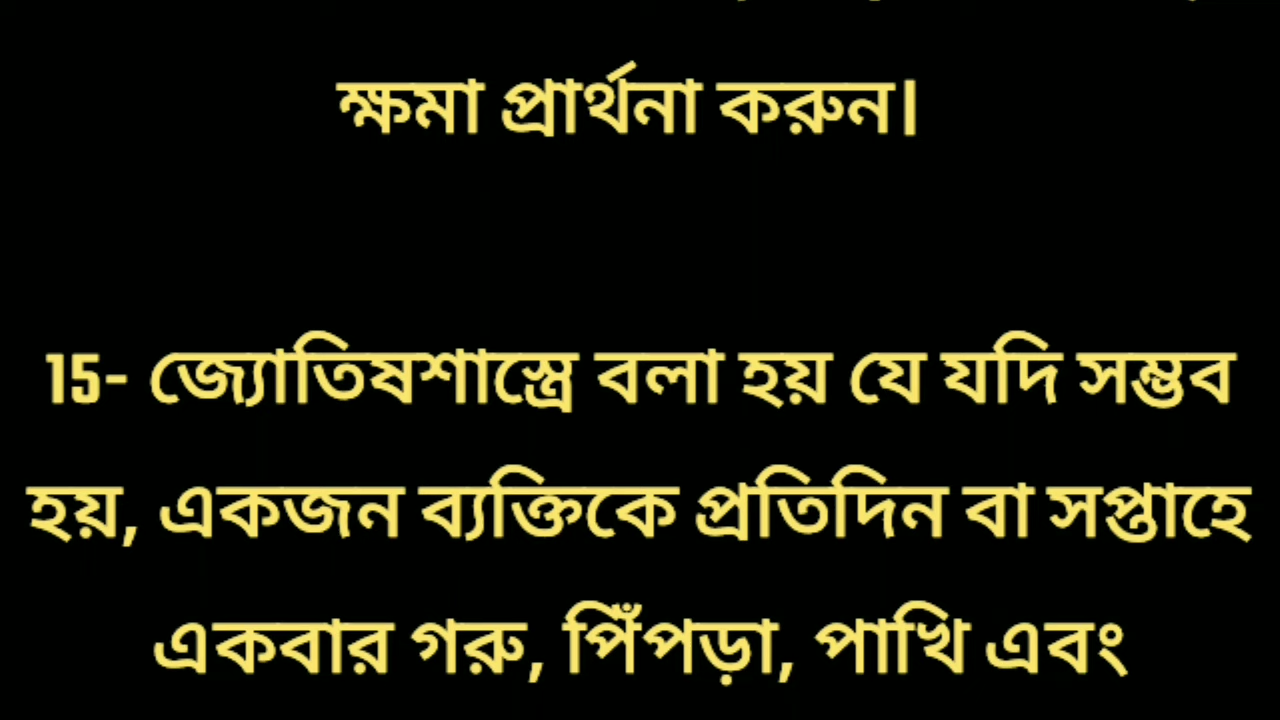 ক্ষমা প্রার্থনা করুন।
15- জ্যোতিষশাস্ত্রে বলা হয় যে যদি সম্ভব
হয়, একজন ব্যক্তিকে প্রতিদিন বা সপ্তাহে
একবার গরু, পিঁপড়া, পাখি এবং